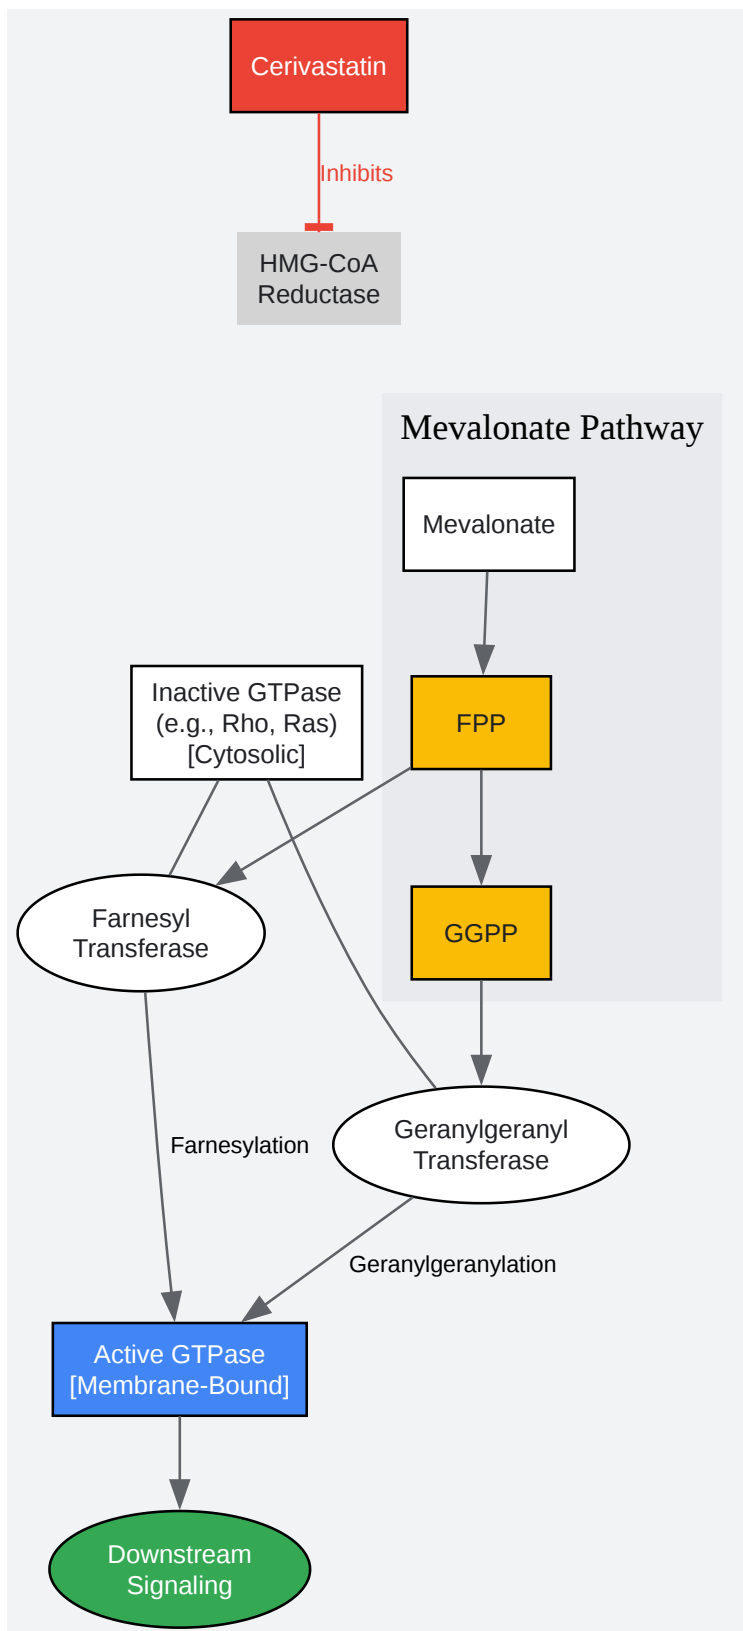 Cerivastatin
Inhibits
HMG-CoA
Reductase
Mevalonate Pathway
Mevalonate
Inactive GTPase
(e.g., Rho, Ras)
[Cytosolic]
FPP
Farnesyl
Transferase
GGPP
Farnesylation
Geranylgeranyl
Transferase
Geranylgeranylation
Active GTPase
[Membrane-Bound]
Downstream
Signaling